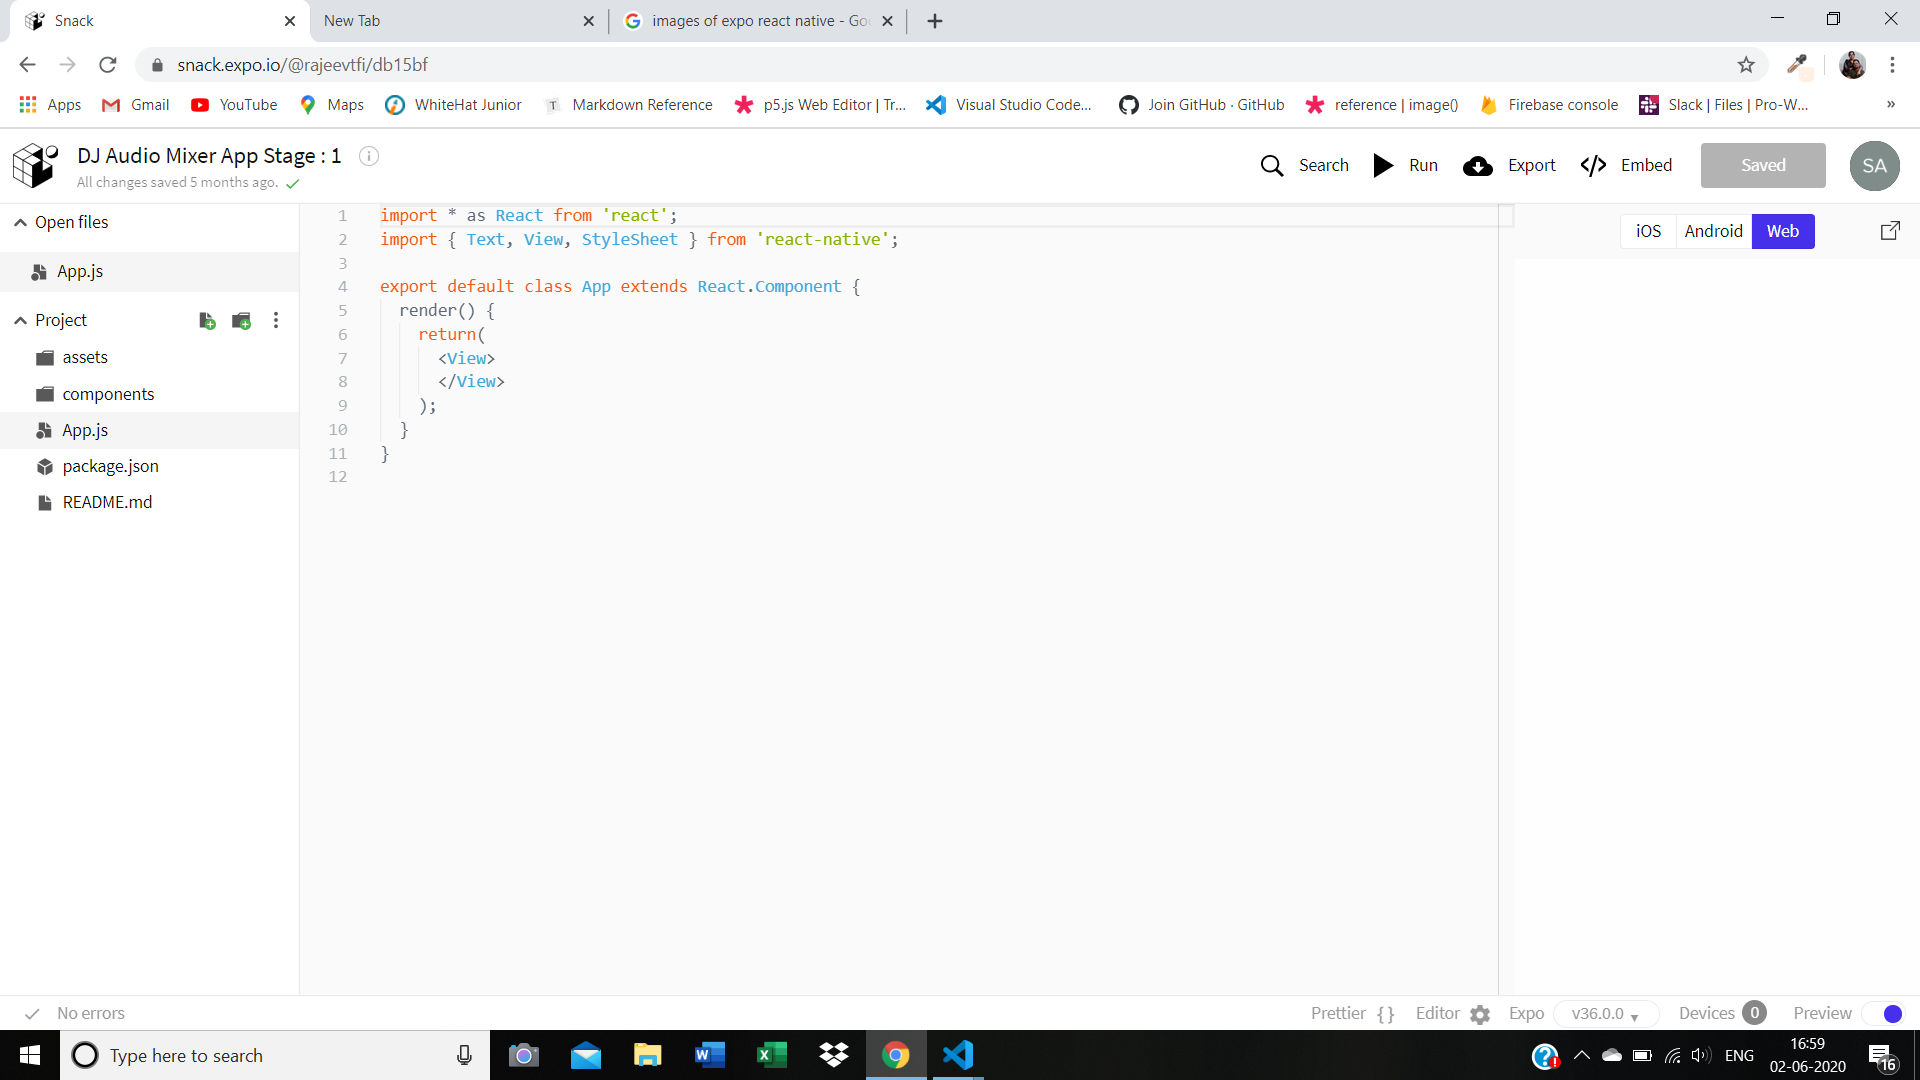 Snack
New Tab
images of expo react native - Goo
snack.expo.io/@rajeevtfi/db15bf
Apps
Gmail
YouTube
Maps
WhiteHat Junior
Markdown Reference
p5.js Web Editor | Tr...
Visual Studio Code...
Join GitHub · GitHub
reference | image()
Firebase console
Slack | Files | Pro-W...
»
DJ Audio Mixer App Stage : 1
All changes saved 5 months ago.
Search
Run
Export
Embed
Saved
SA
Open files
App.js
Project
assets
components
App.js
package.json
README.md
1 import * as React from 'react';
2 import { Text, View, StyleSheet } from 'react-native';
3
4 export default class App extends React.Component {
5 render() {
6 return(
7 <View>
8 </View>
9 );
10 }
11 }
12
iOS
Android
Web
No errors
Prettier { }
Editor
Expo
v36.0.0
Devices 0
Preview
Type here to search
ENG
16:59
02-06-2020
16